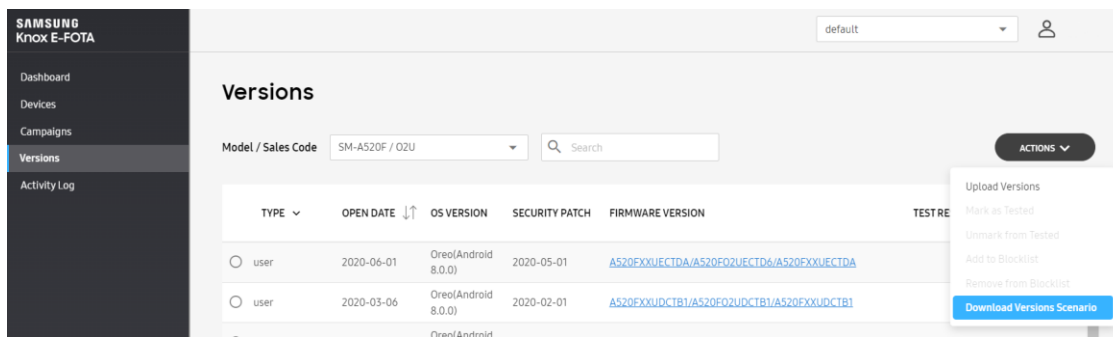 SAMSUNG
Knox E-FOTA
default
Dashboard
Devices
Campaigns
Versions
Activity Log
Versions
Model / Sales Code
SM-A520F / O2U
Search
ACTIONS
Upload Versions
Mark as Tested
Unmark from Tested
Add to Blocklist
Remove from Blocklist
Download Versions Scenario
TYPE OPEN DATE OS VERSION SECURITY PATCH FIRMWARE VERSION TEST RE
user 2020-06-01 Oreo(Android 8.0.0) 2020-05-01 A520FXXUECTDA/A520FO2UECTD6/A520FXXUECTDA
user 2020-03-06 Oreo(Android 8.0.0) 2020-02-01 A520FXXUDCTB1/A520FO2UDCTB1/A520FXXUDCTB1
Oreo(Android